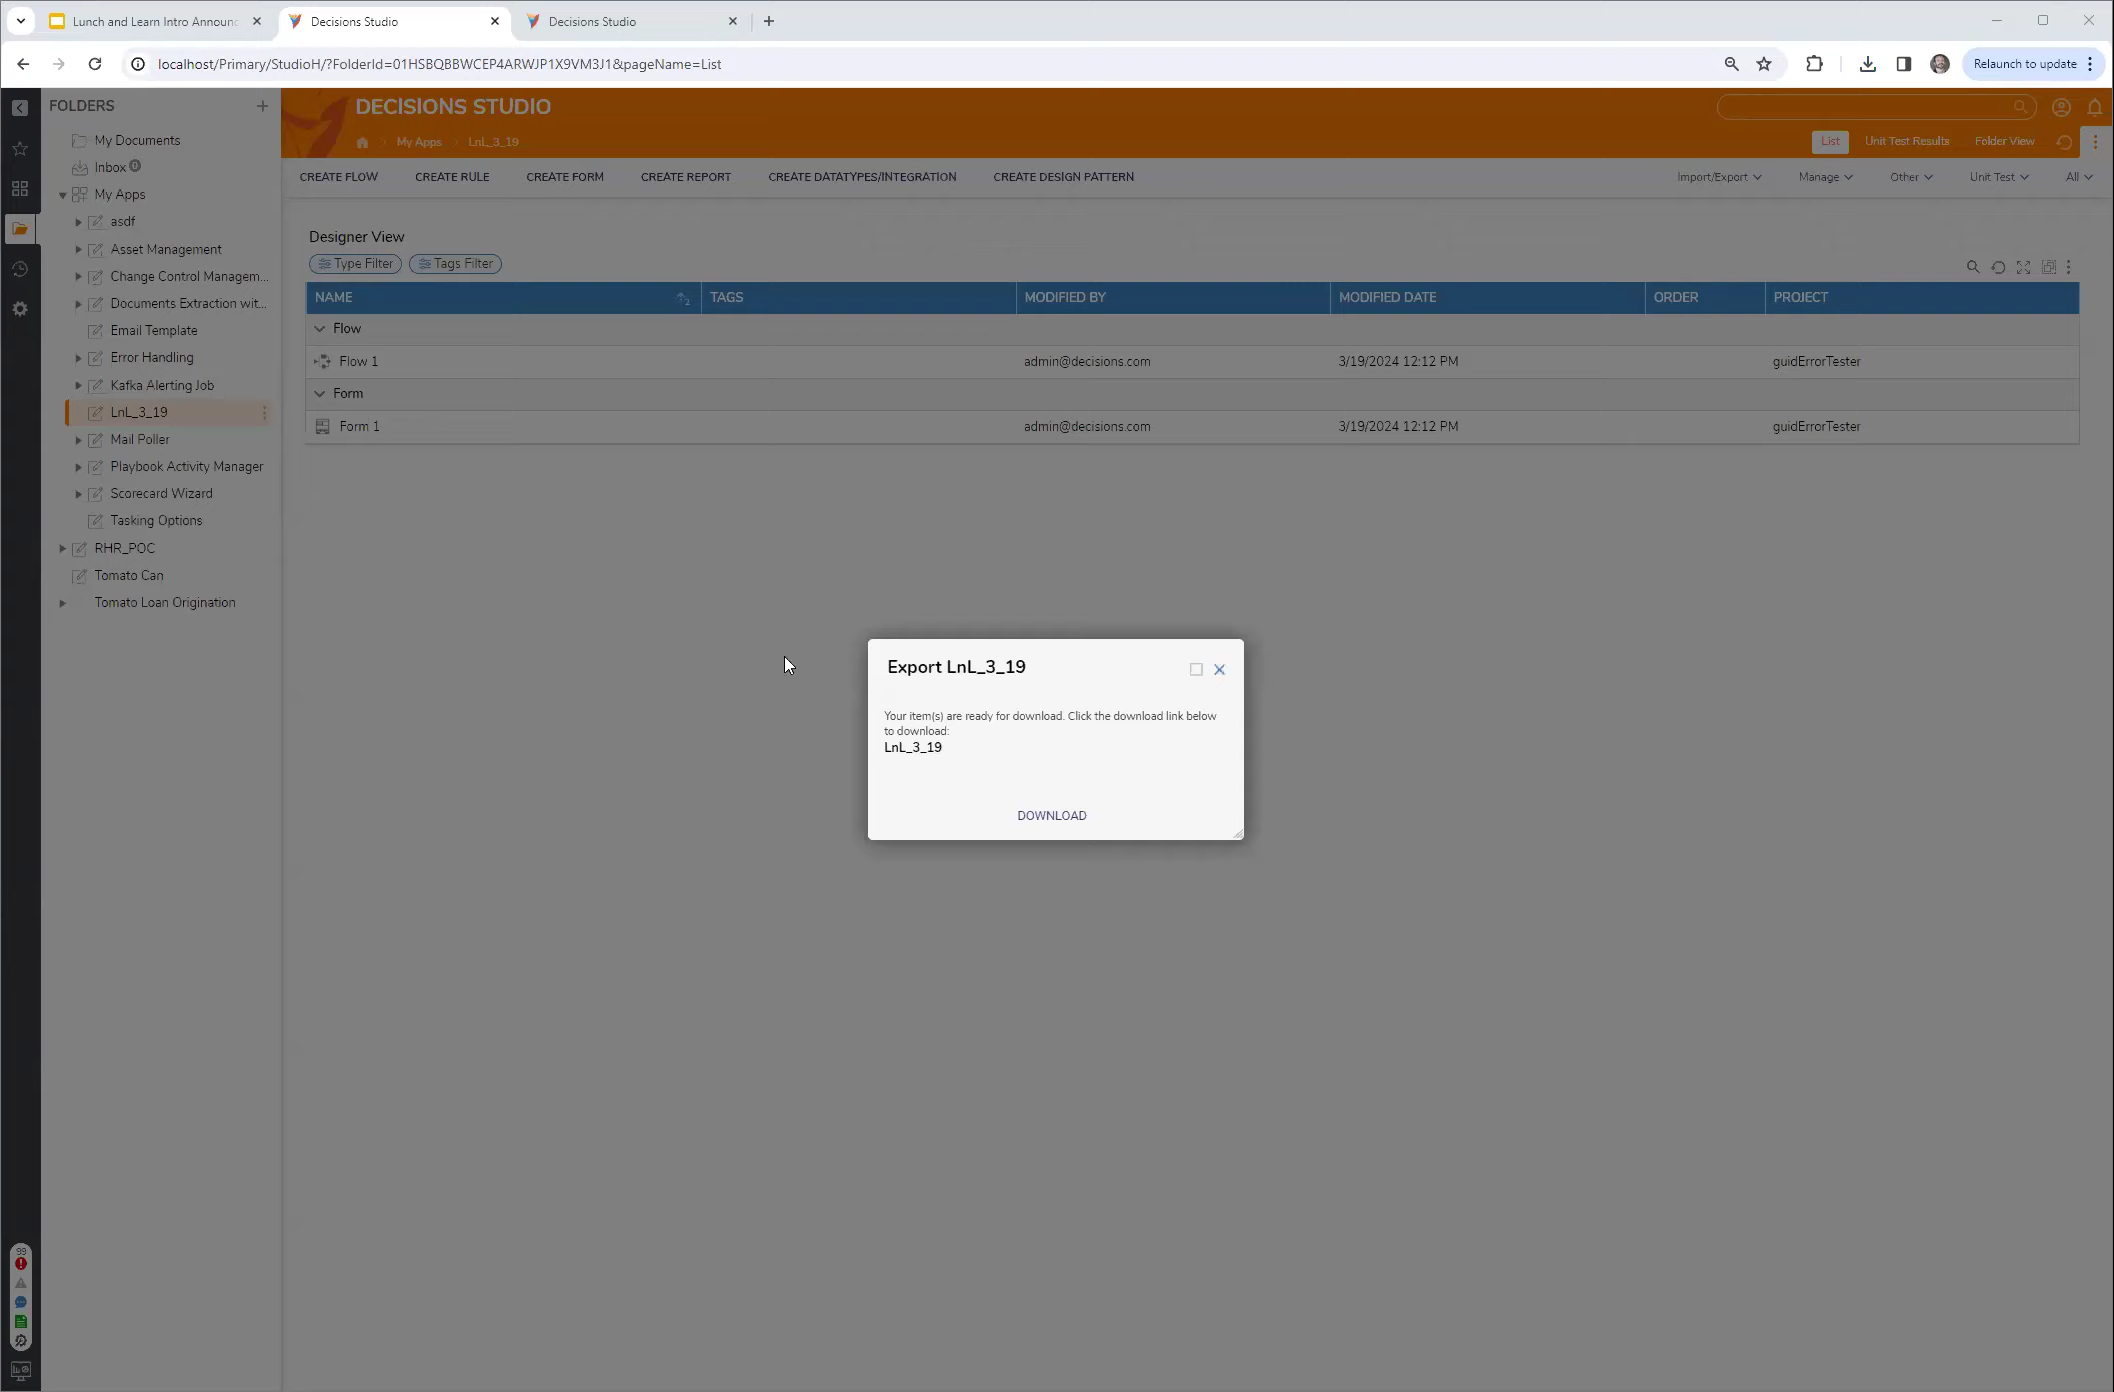 Lunch and Learn Intro Announ
Decisions Studio
Decisions Studio
localhost/Primary/StudioH/?FolderId=01HSBQBBWCEP4ARWJP1X9VM3J1&pageName=List
Relaunch to update
FOLDERS
My Documents
Inbox 0
My Apps
asdf
Asset Management
Change Control Managem...
Documents Extraction wit...
Email Template
Error Handling
Kafka Alerting Job
LnL_3_19
Mail Poller
Playbook Activity Manager
Scorecard Wizard
Tasking Options
RHR_POC
Tomato Can
Tomato Loan Origination
99
DECISIONS STUDIO
My Apps LnL_3_19
List Unit Test Results Folder View
CREATE FLOW CREATE RULE CREATE FORM CREATE REPORT CREATE DATATYPES/INTEGRATION CREATE DESIGN PATTERN
Import/Export Manage Other Unit Test All
Designer View
Type Filter Tags Filter
NAME TAGS MODIFIED BY MODIFIED DATE ORDER PROJECT
Flow
Flow 1 admin@decisions.com 3/19/2024 12:12 PM guidErrorTester
Form
Form 1 admin@decisions.com 3/19/2024 12:12 PM guidErrorTester
Export LnL_3_19
Your item(s) are ready for download. Click the download link below
to download:
LnL_3_19
DOWNLOAD